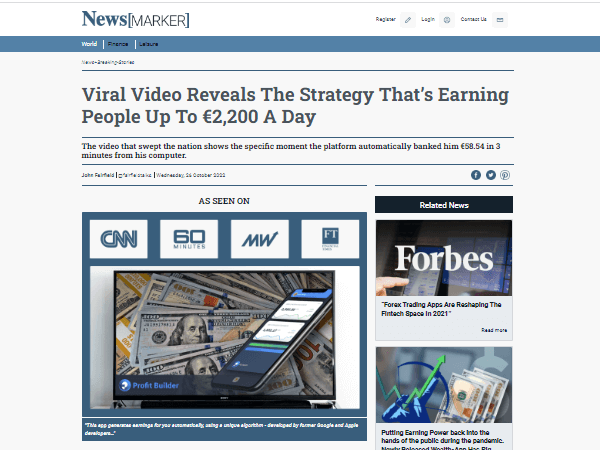 News[MARKER]
Register
Login
Contact Us
World
Finance
Leisure
News>Breaking>Stories
Viral Video Reveals The Strategy That's Earning
People Up To €2,200 A Day
The video that swept the nation shows the specific moment the platform automatically banked him €58.54 in 3
minutes from his computer.
John Fairfield
@fairfieldtalks
Wednesday, 26 October 2022
AS SEEN ON
CNN
60
MINUTES
MW
FT
FINANCIAL
TIMES
Profit Builder
"This app generates earnings for you automatically, using a unique algorithm - developed by former Google and Apple
developers..."
Related News
Forbes
"Forex Trading Apps Are Reshaping The
Fintech Space In 2021"
Read more
Putting Earning Power back into the
hands of the public during the pandemic.
Newly Released Wealth-App Has Big